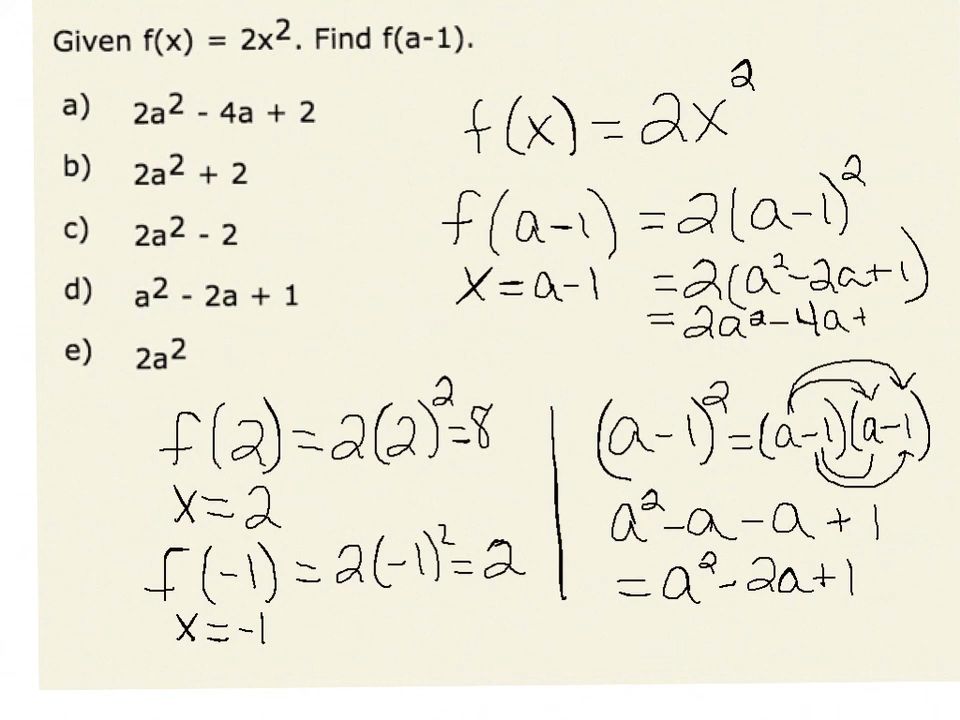 Given f(x) = 2x². Find f(a-1).
a) 2a² - 4a + 2
b) 2a² + 2
c) 2a² - 2
d) a² - 2a + 1
e) 2a²
f(x) = 2x²
f(a-1) = 2(a-1)²
x = a-1 = 2(a²-2a+1)
= 2a²-4a+
f(2) = 2(2)² = 8
x = 2
f(-1) = 2(-1)² = 2
x = -1
(a-1)² = (a-1)(a-1)
a²-a-a+1
= a²-2a+1